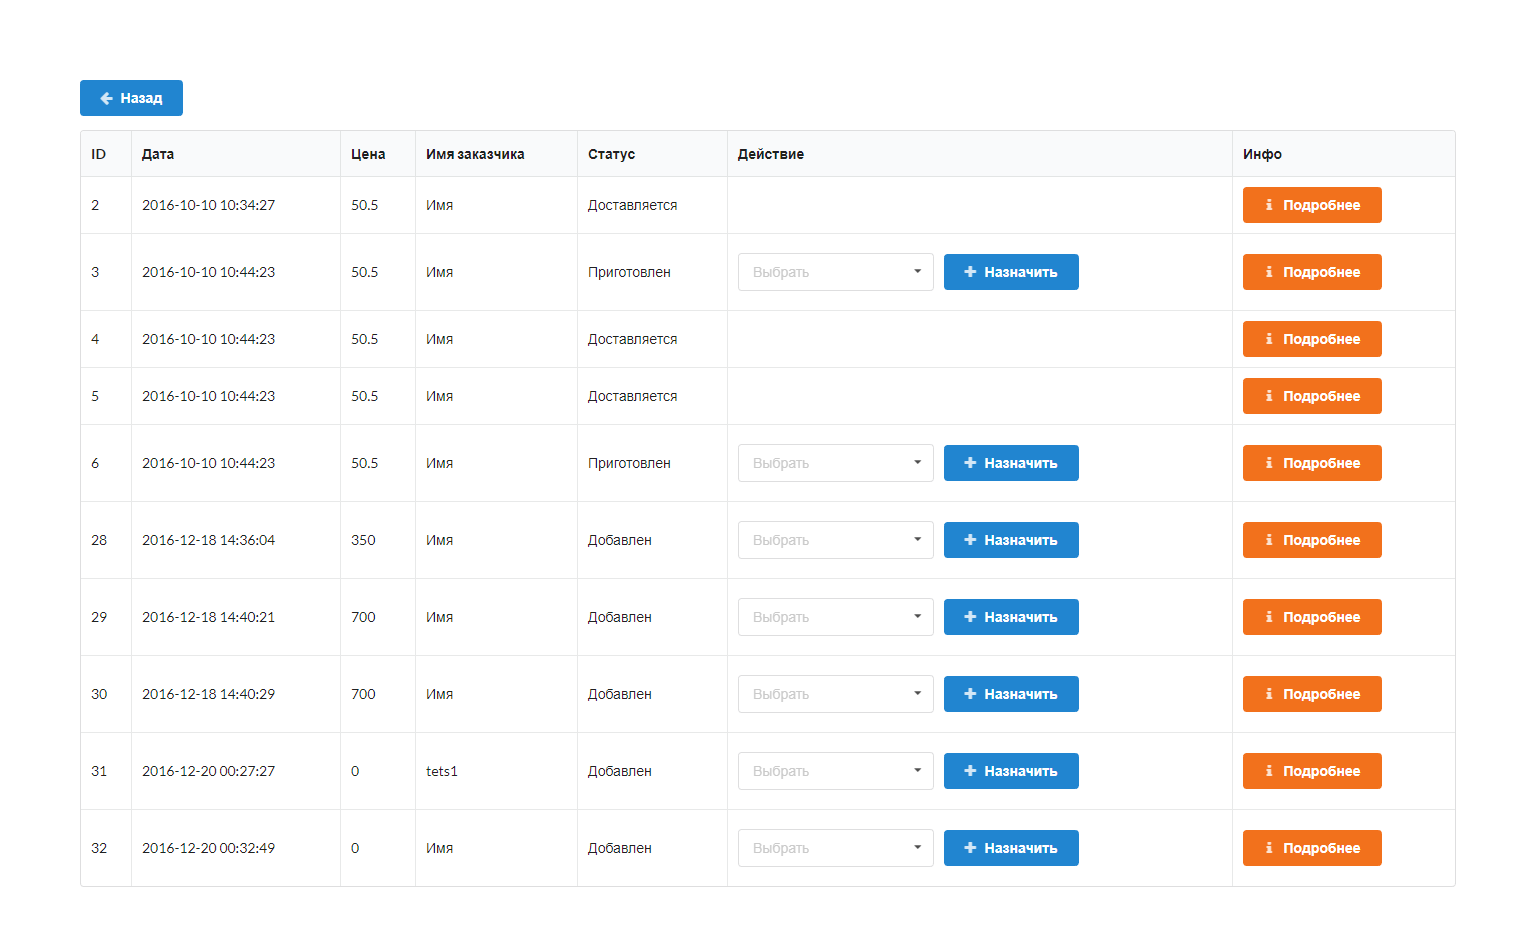 Назад
ID Дата Цена Имя заказчика Статус Действие Инфо
2 2016-10-10 10:34:27 50.5 Имя Доставляется Подробнее
3 2016-10-10 10:44:23 50.5 Имя Приготовлен Выбрать Назначить Подробнее
4 2016-10-10 10:44:23 50.5 Имя Доставляется Подробнее
5 2016-10-10 10:44:23 50.5 Имя Доставляется Подробнее
6 2016-10-10 10:44:23 50.5 Имя Приготовлен Выбрать Назначить Подробнее
28 2016-12-18 14:36:04 350 Имя Добавлен Выбрать Назначить Подробнее
29 2016-12-18 14:40:21 700 Имя Добавлен Выбрать Назначить Подробнее
30 2016-12-18 14:40:29 700 Имя Добавлен Выбрать Назначить Подробнее
31 2016-12-20 00:27:27 0 tets1 Добавлен Выбрать Назначить Подробнее
32 2016-12-20 00:32:49 0 Имя Добавлен Выбрать Назначить Подробнее